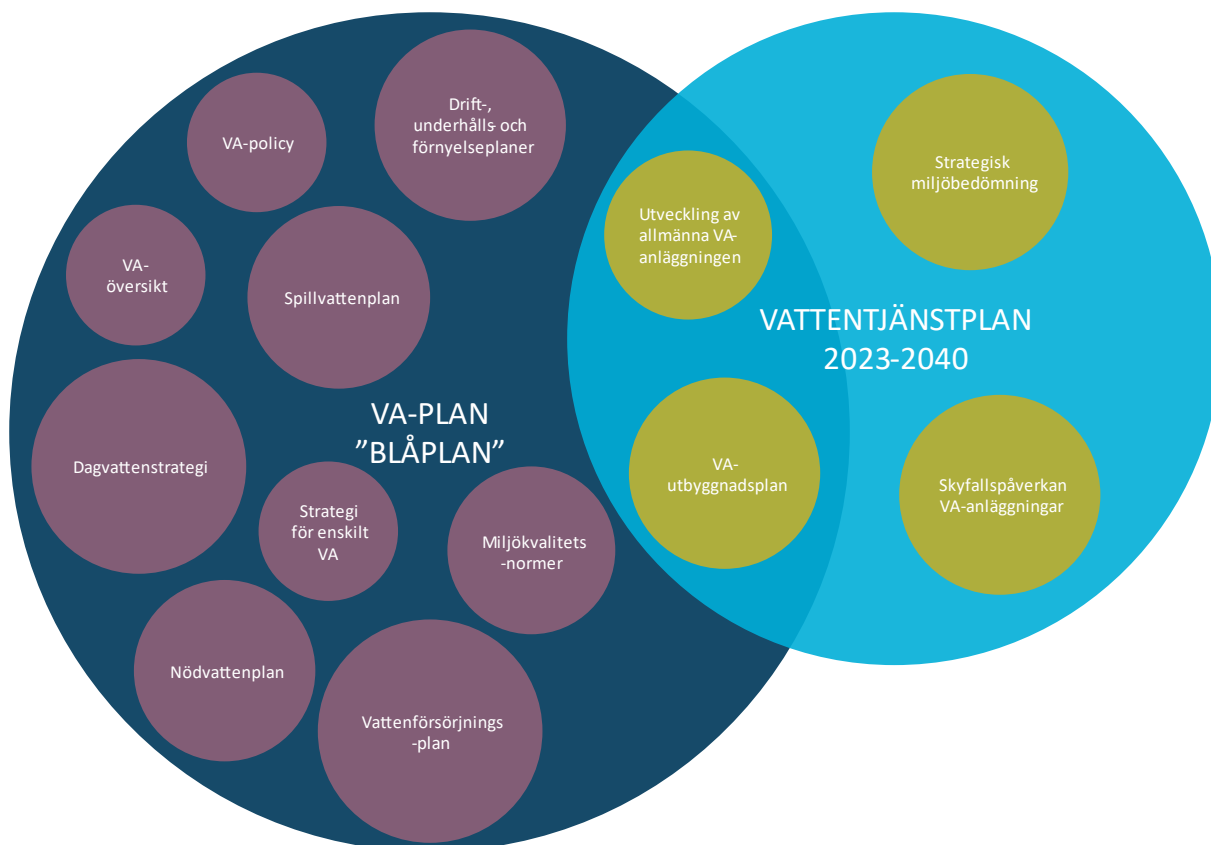 Drift-,
underhålls- och
förnyelseplaner
VA-policy
VA-
översikt
Spillvattenplan
VA-PLAN
”BLÅPLAN”
Dagvattenstrategi
Strategi
för enskilt
VA
Miljökvalitets
-normer
Nödvattenplan
Vattenförsörjnings
-plan
Utveckling av
allmänna VA-
anläggningen
VA-
utbyggnadsplan
Strategisk
miljöbedömning
VATTENTJÄNSTPLAN
2023-2040
Skyfallspåverkan
VA-anläggningar